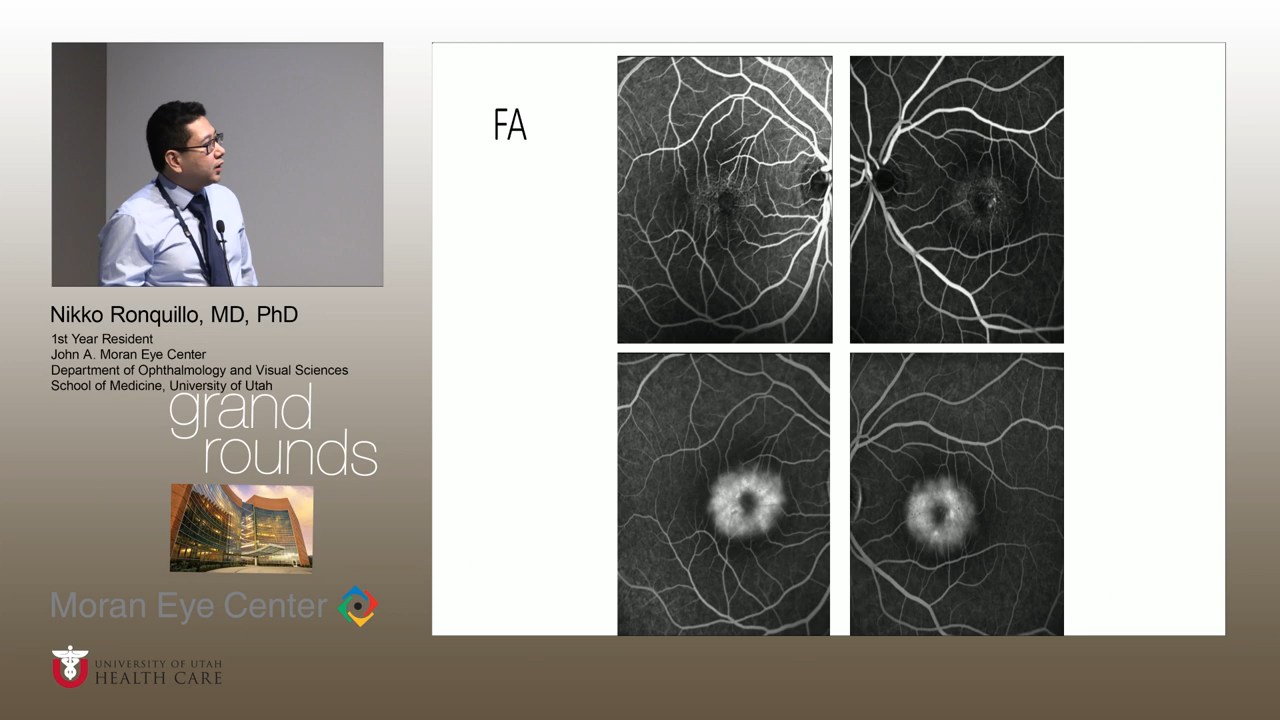 FA
Nikko Ronquillo, MD, PhD
1st Year Resident
John A. Moran Eye Center
Department of Ophthalmology and Visual Sciences
School of Medicine, University of Utah
grand
rounds
Moran Eye Center
UNIVERSITY OF UTAH
HEALTH CARE